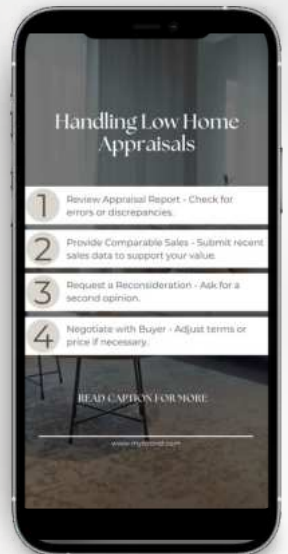 Handling Low Home
Appraisals
1
Review Appraisal Report - Check for
errors or discrepancies.
2
Provide Comparable Sales - Submit recent
sales data to support your value.
3
Request a Reconsideration - Ask for a
second opinion.
4
Negotiate with Buyer - Adjust terms or
price if necessary.
READ CAPTION FOR MORE